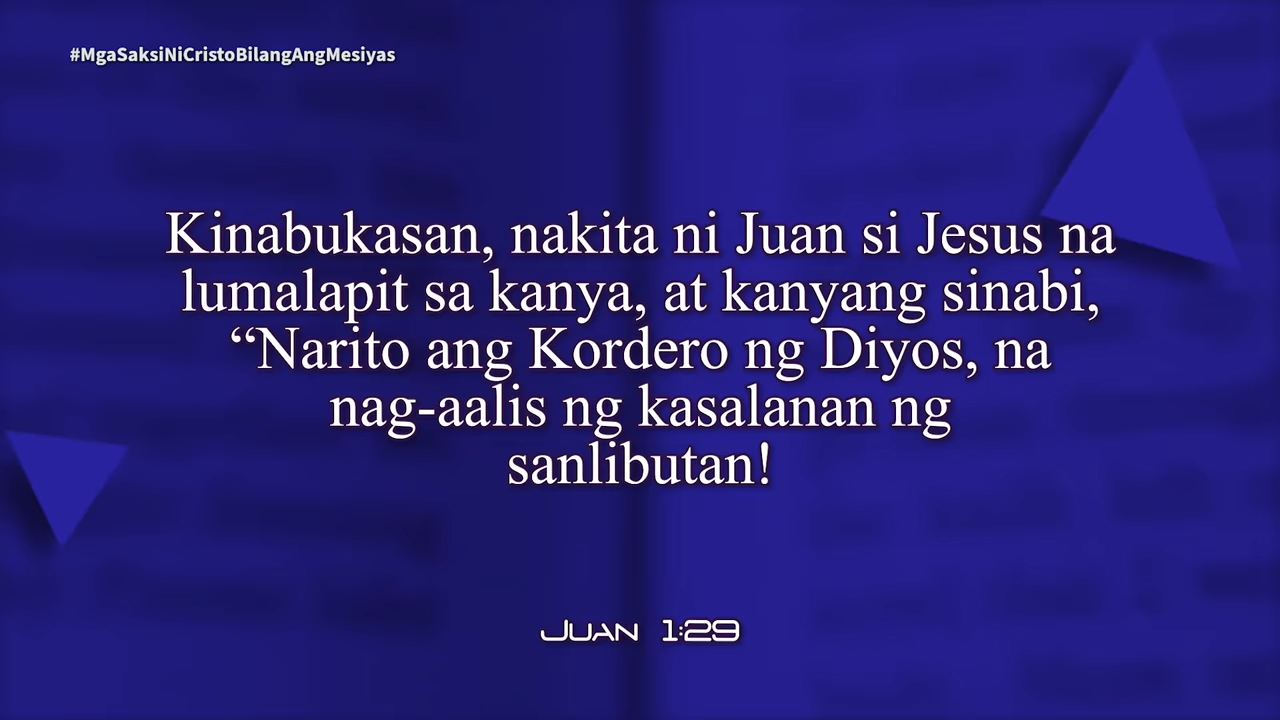 #MgaSaksiNiCristoBilangAngMesiyas
Kinabukasan, nakita ni Juan si Jesus na
lumalapit sa kanya, at kanyang sinabi,
“Narito ang Kordero ng Diyos, na
nag-aalis ng kasalanan ng
sanlibutan!
Juan 1:29